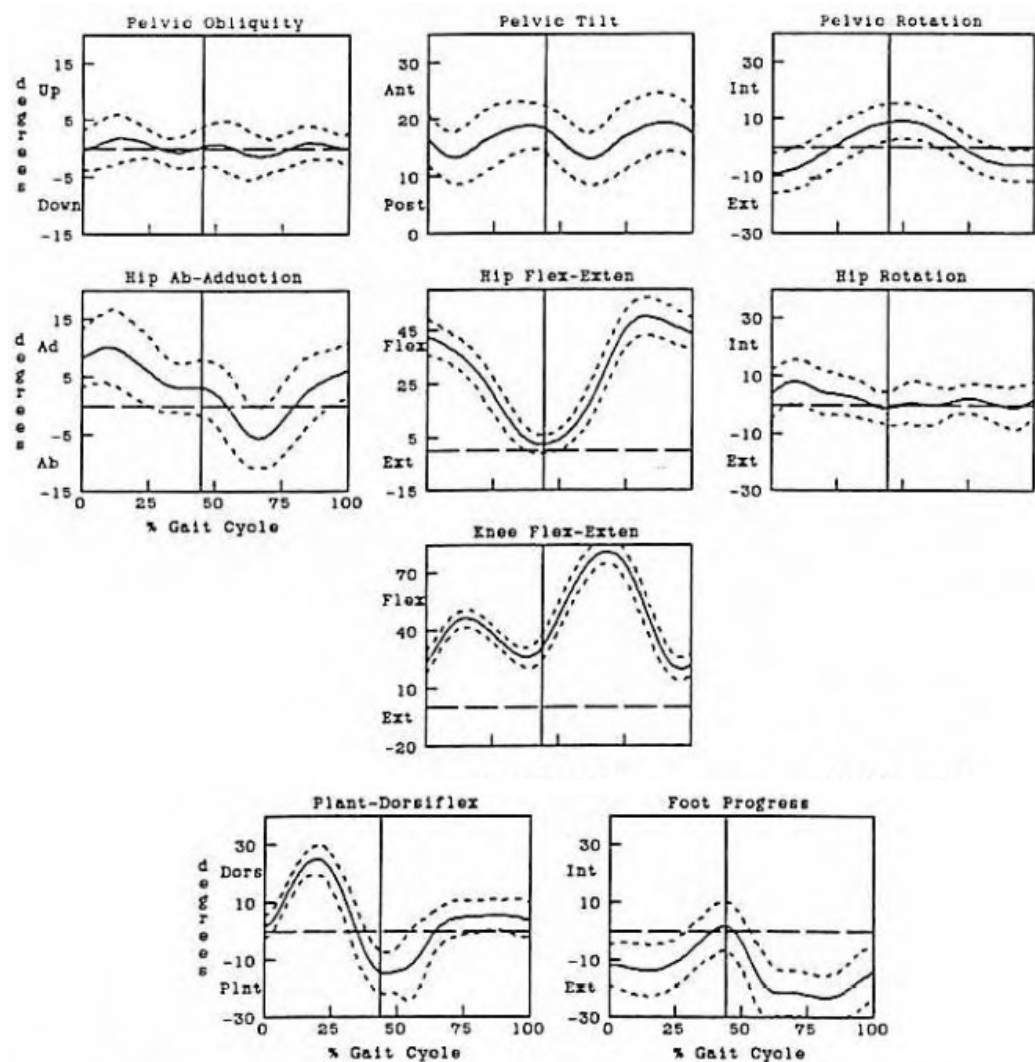 Pelvic Obliquity
degrees
15
Up
5
-5
Down
-15
Pelvic Tilt
30
Ant
20
10
Post
0
Pelvic Rotation
30
Int
10
-10
Ext
-30
Hip Ab-Adduction
degrees
15
Ad
5
-5
Ab
-15
0
25
50
75
100
% Gait Cycle
Hip Flex-Exten
45
Flex
25
5
Ext
-15
Hip Rotation
30
Int
10
-10
Ext
-30
Knee Flex-Exten
70
Flex
40
10
Ext
-20
Plant-Dorsiflex
degrees
30
Dors
10
-10
Plnt
-30
0
25
50
75
100
% Gait Cycle
Foot Progress
30
Int
10
-10
Ext
-30
0
25
50
75
100
% Gait Cycle